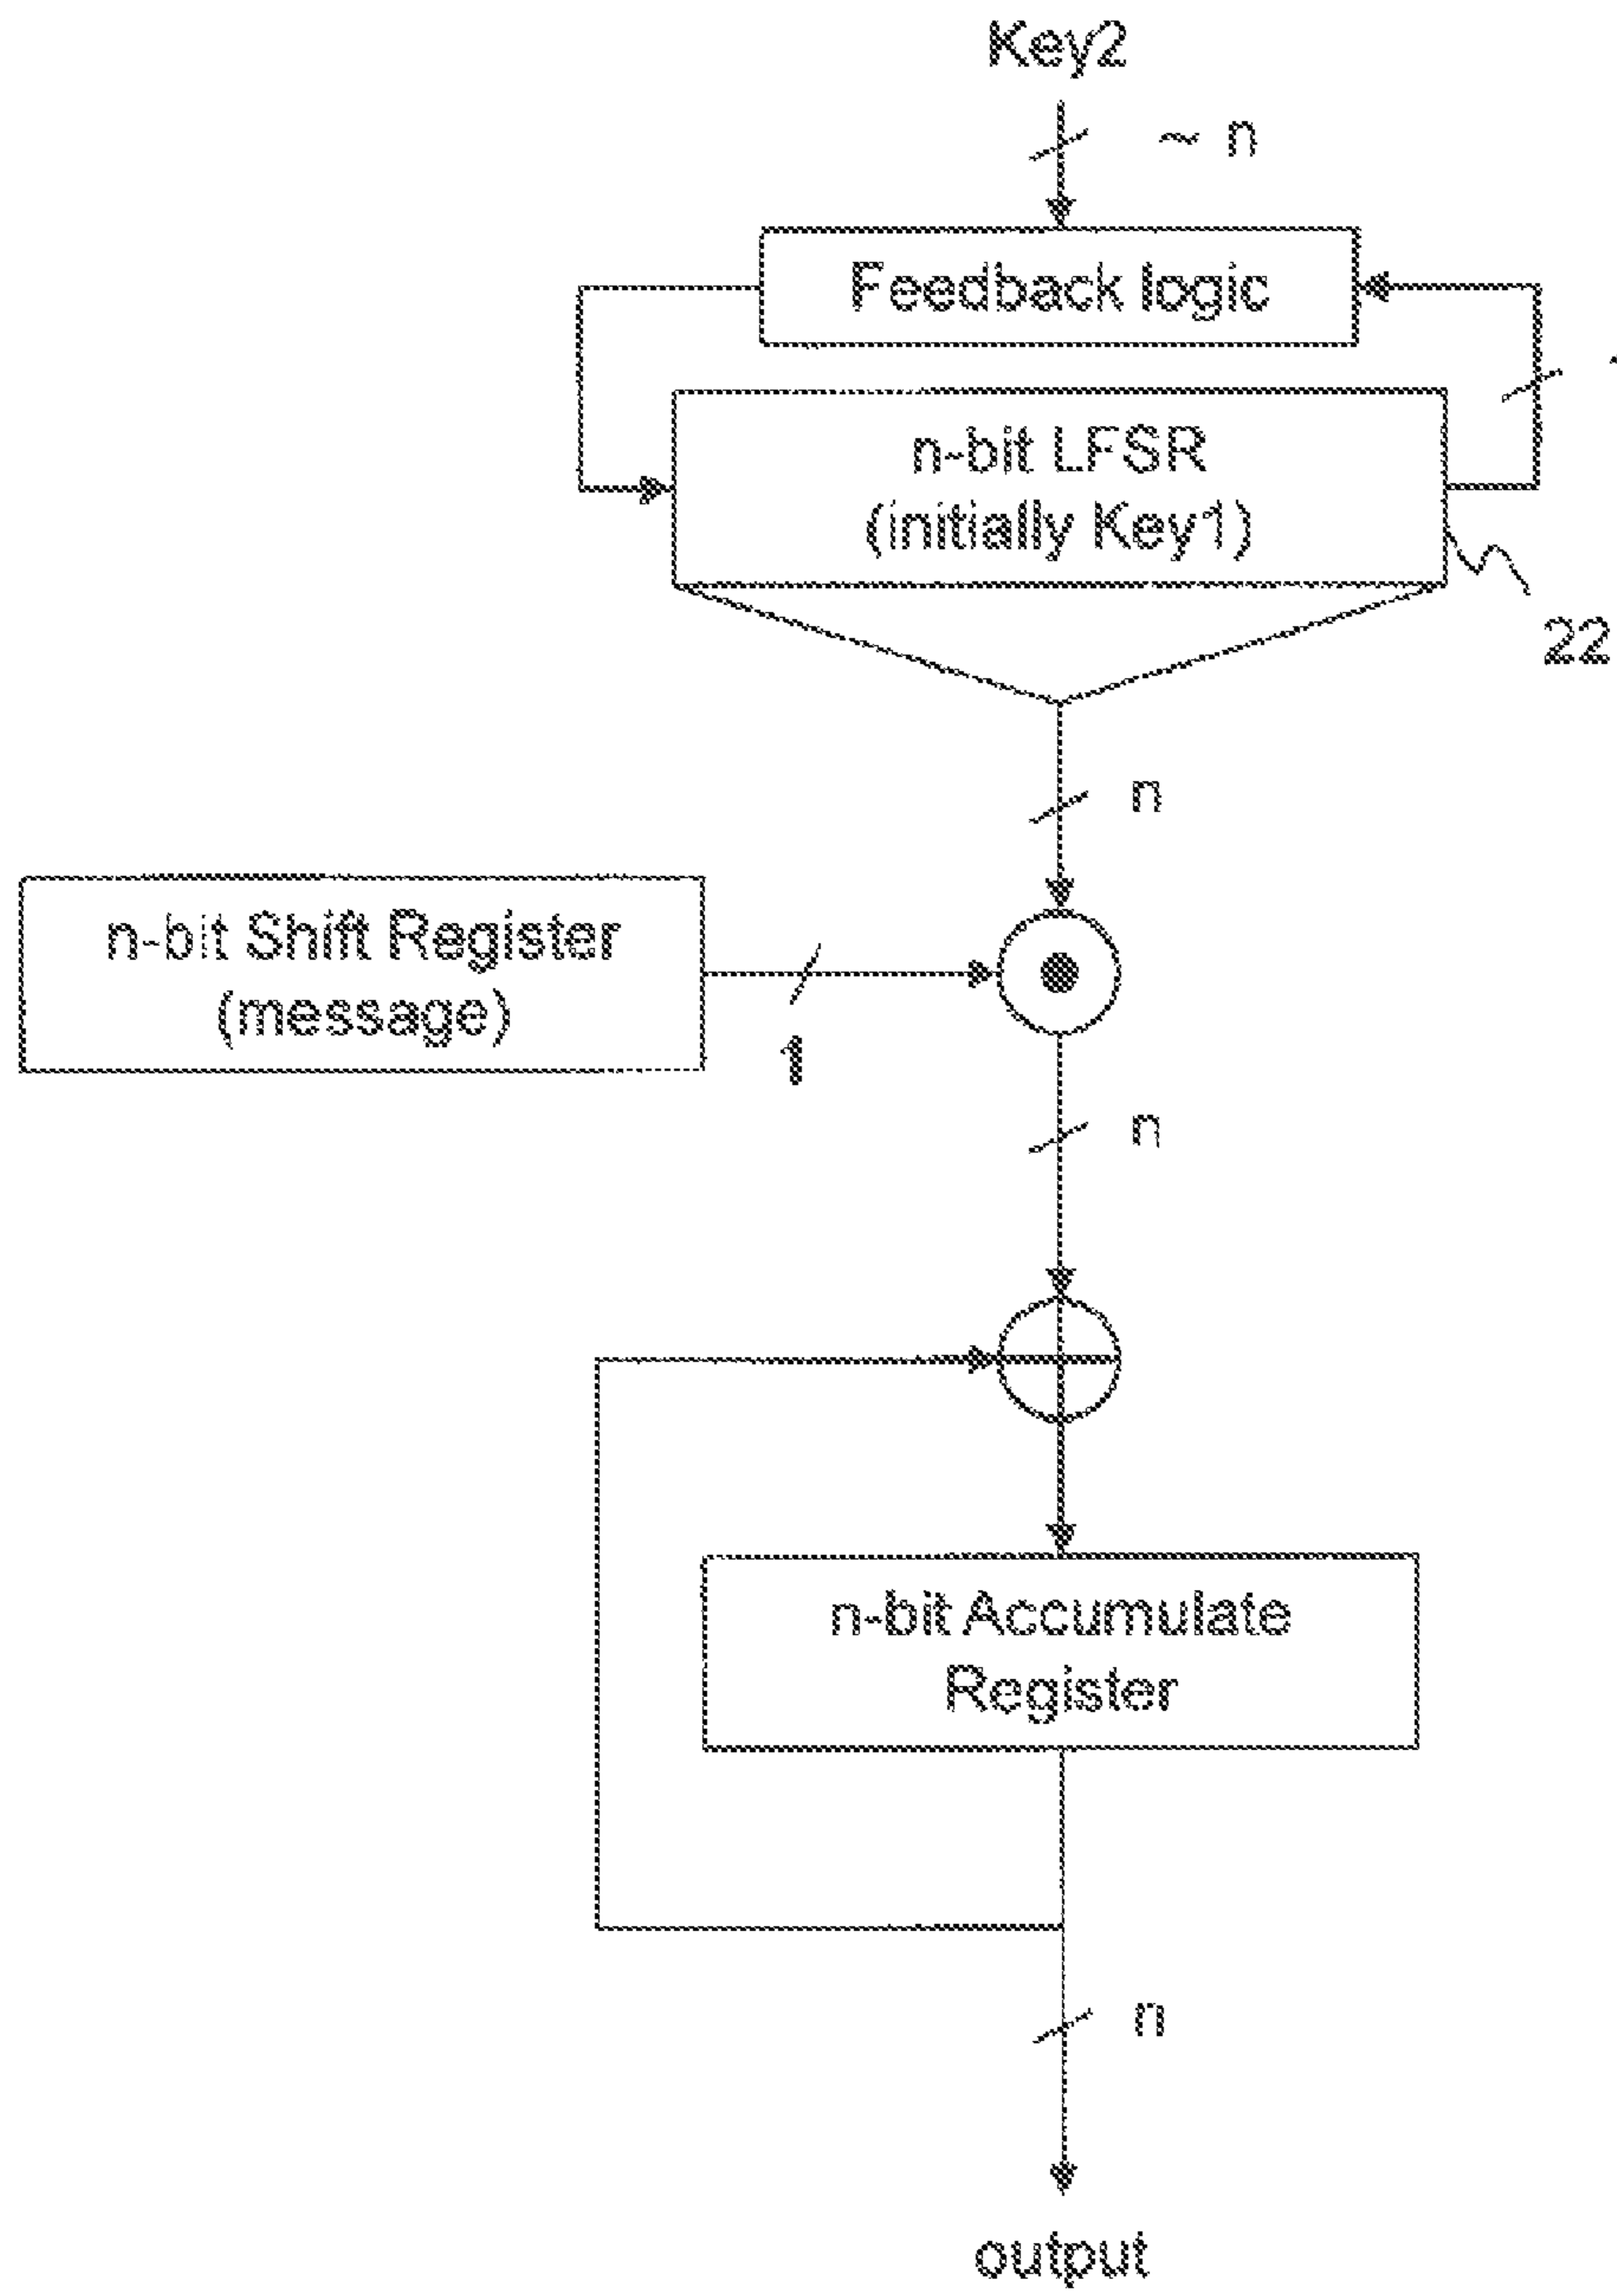 Key2
~ n
Feedback logic
n-bit LFSR
(initially Key1)
22
n
n-bit Shift Register
(message)
1
n
n-bit Accumulate
Register
n
output